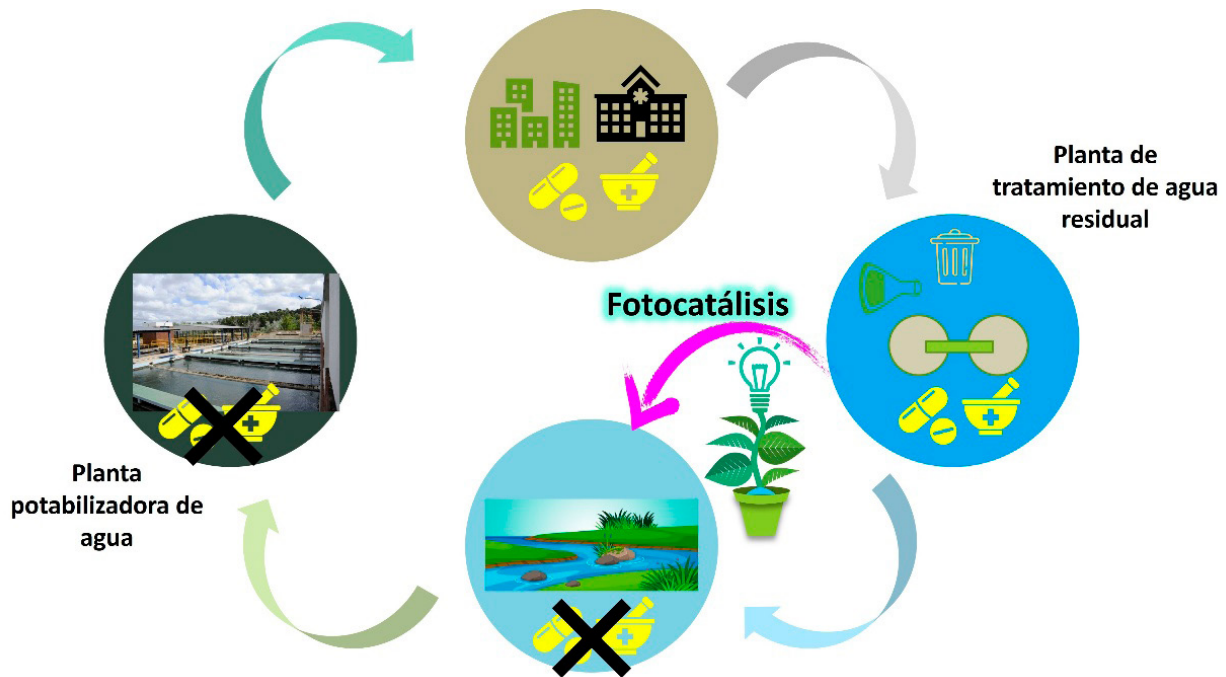 Planta de
tratamiento de agua
residual
Fotocatálisis
Planta
potabilizadora de
agua